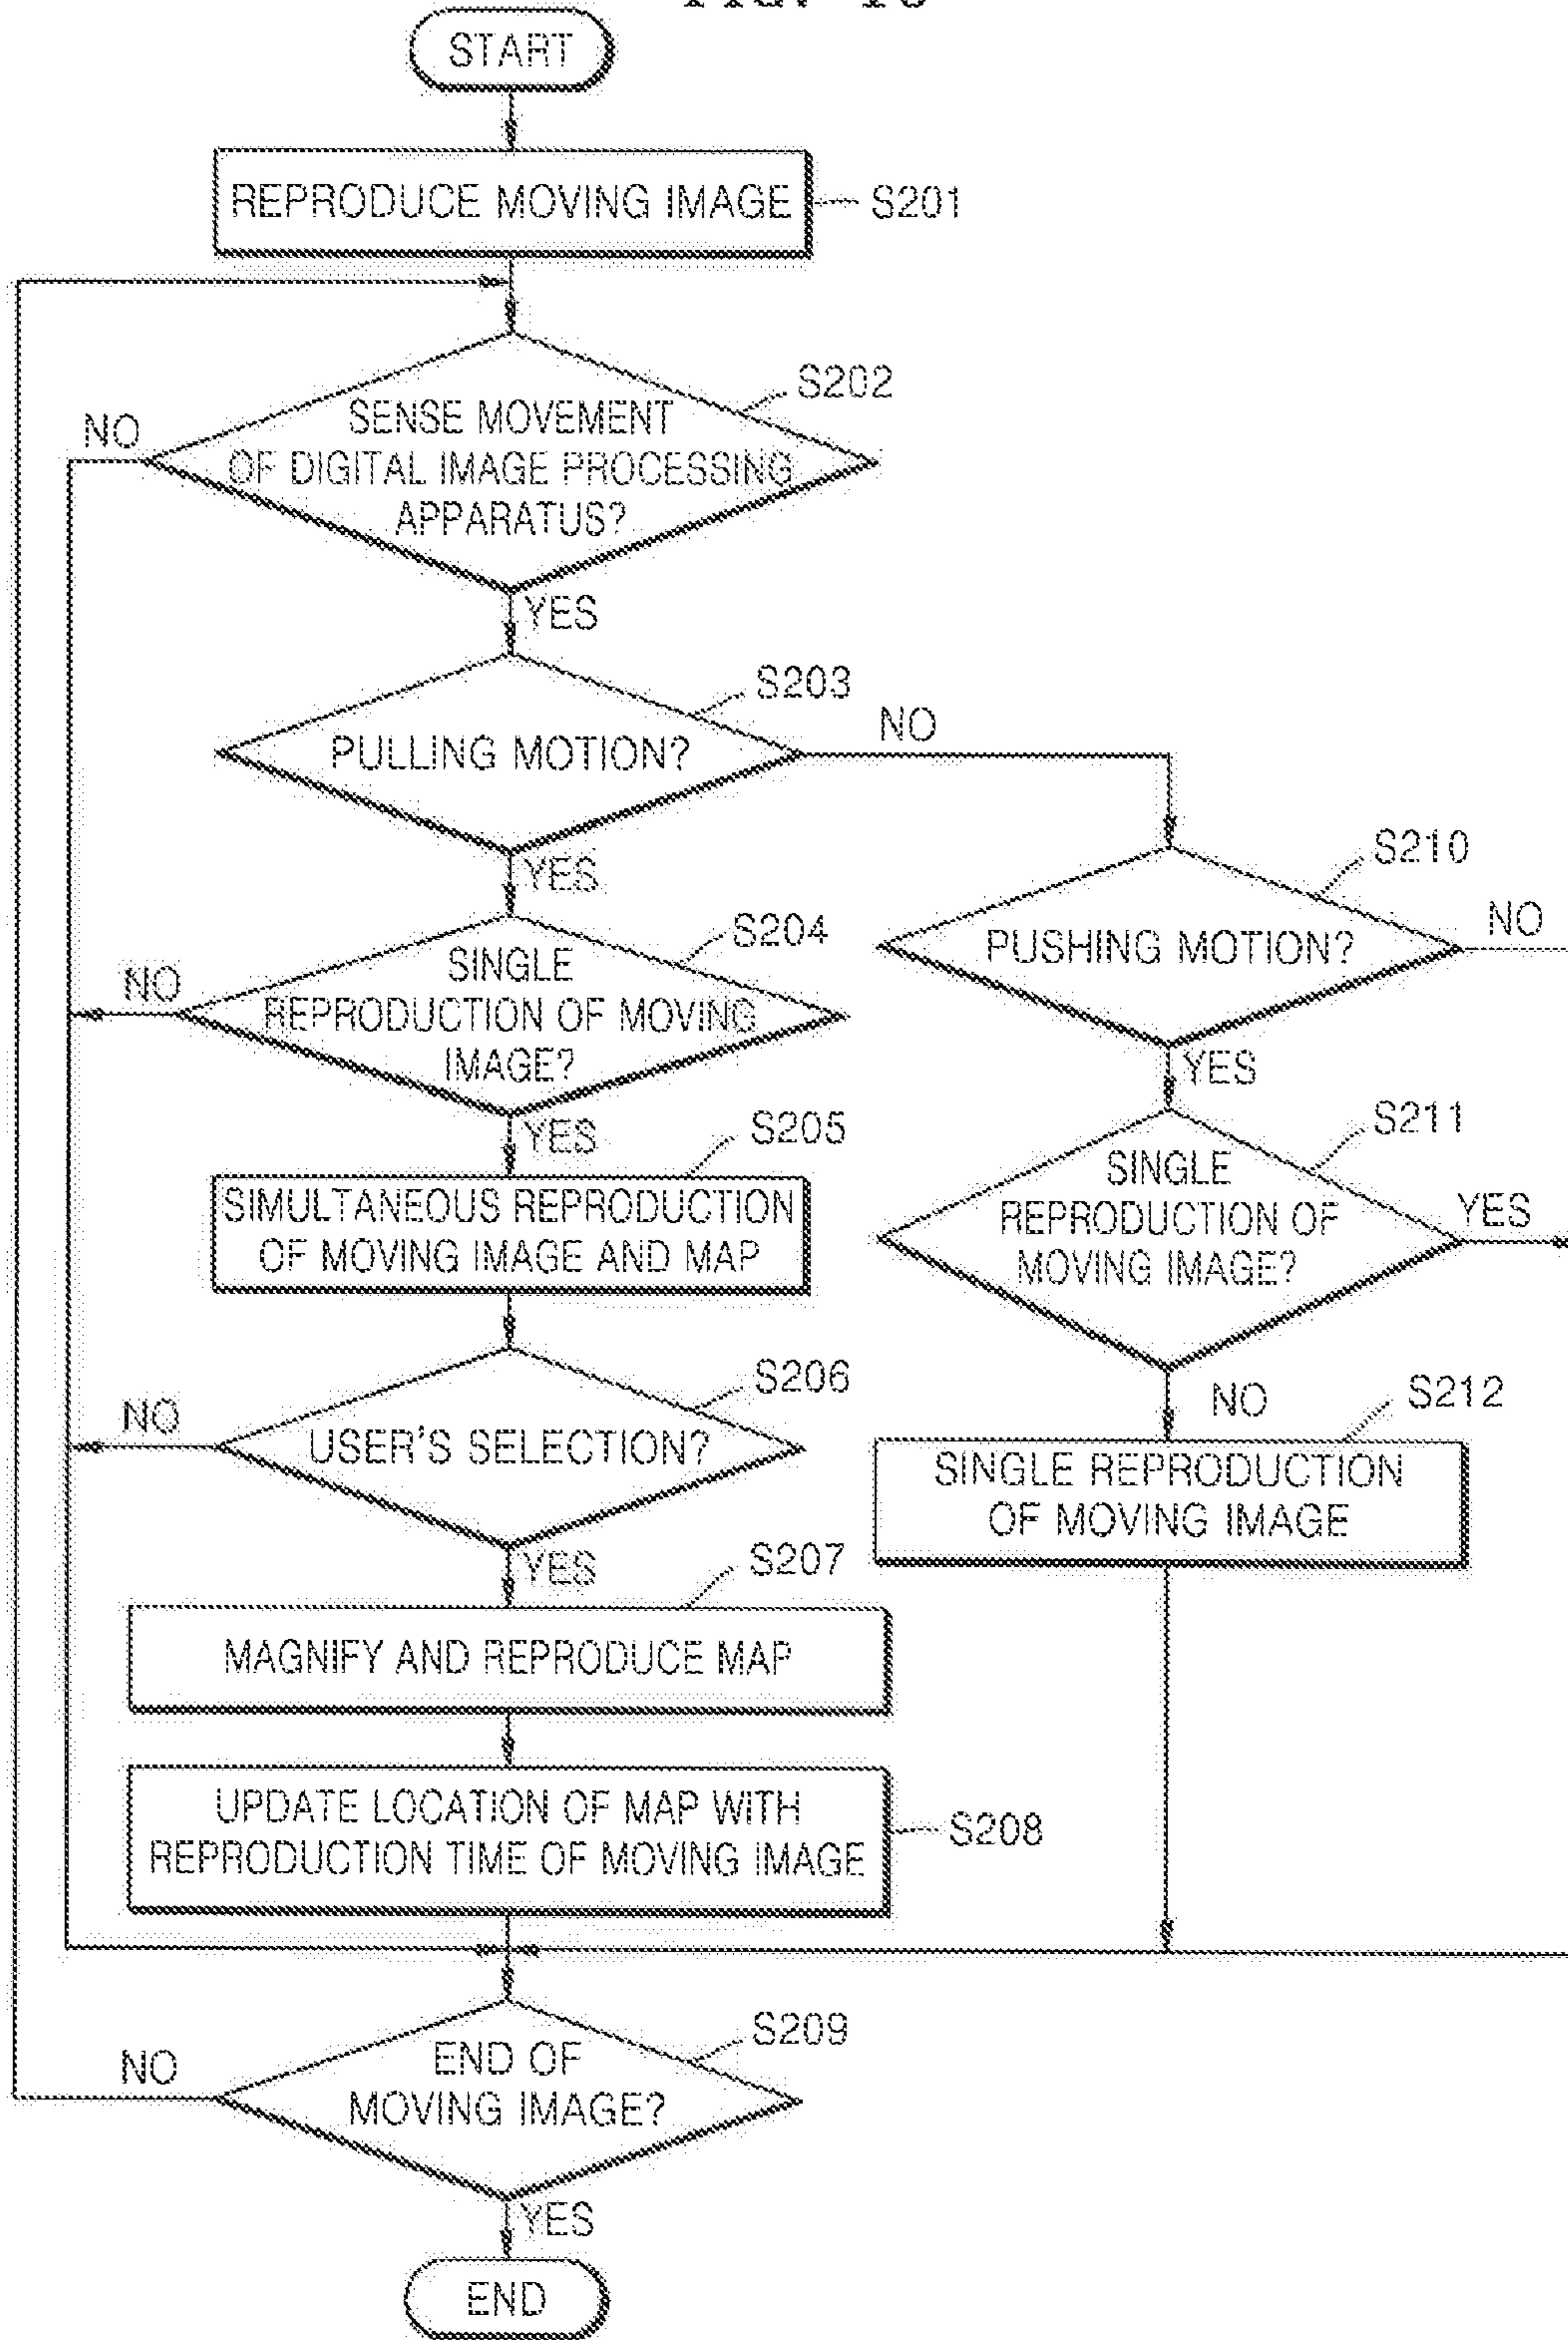 START
REPRODUCE MOVING IMAGE
S201
S202
SENSE MOVEMENT
OF DIGITAL IMAGE PROCESSING
APPARATUS?
NO
YES
S203
PULLING MOTION?
NO
YES
S204
SINGLE
REPRODUCTION OF MOVING
IMAGE?
NO
YES
S205
SIMULTANEOUS REPRODUCTION
OF MOVING IMAGE AND MAP
S206
USER'S SELECTION?
NO
YES
S207
MAGNIFY AND REPRODUCE MAP
UPDATE LOCATION OF MAP WITH
REPRODUCTION TIME OF MOVING IMAGE
S208
S209
END OF
MOVING IMAGE?
NO
YES
END
S210
PUSHING MOTION?
NO
YES
S211
SINGLE
REPRODUCTION OF
MOVING IMAGE?
YES
NO
S212
SINGLE REPRODUCTION
OF MOVING IMAGE